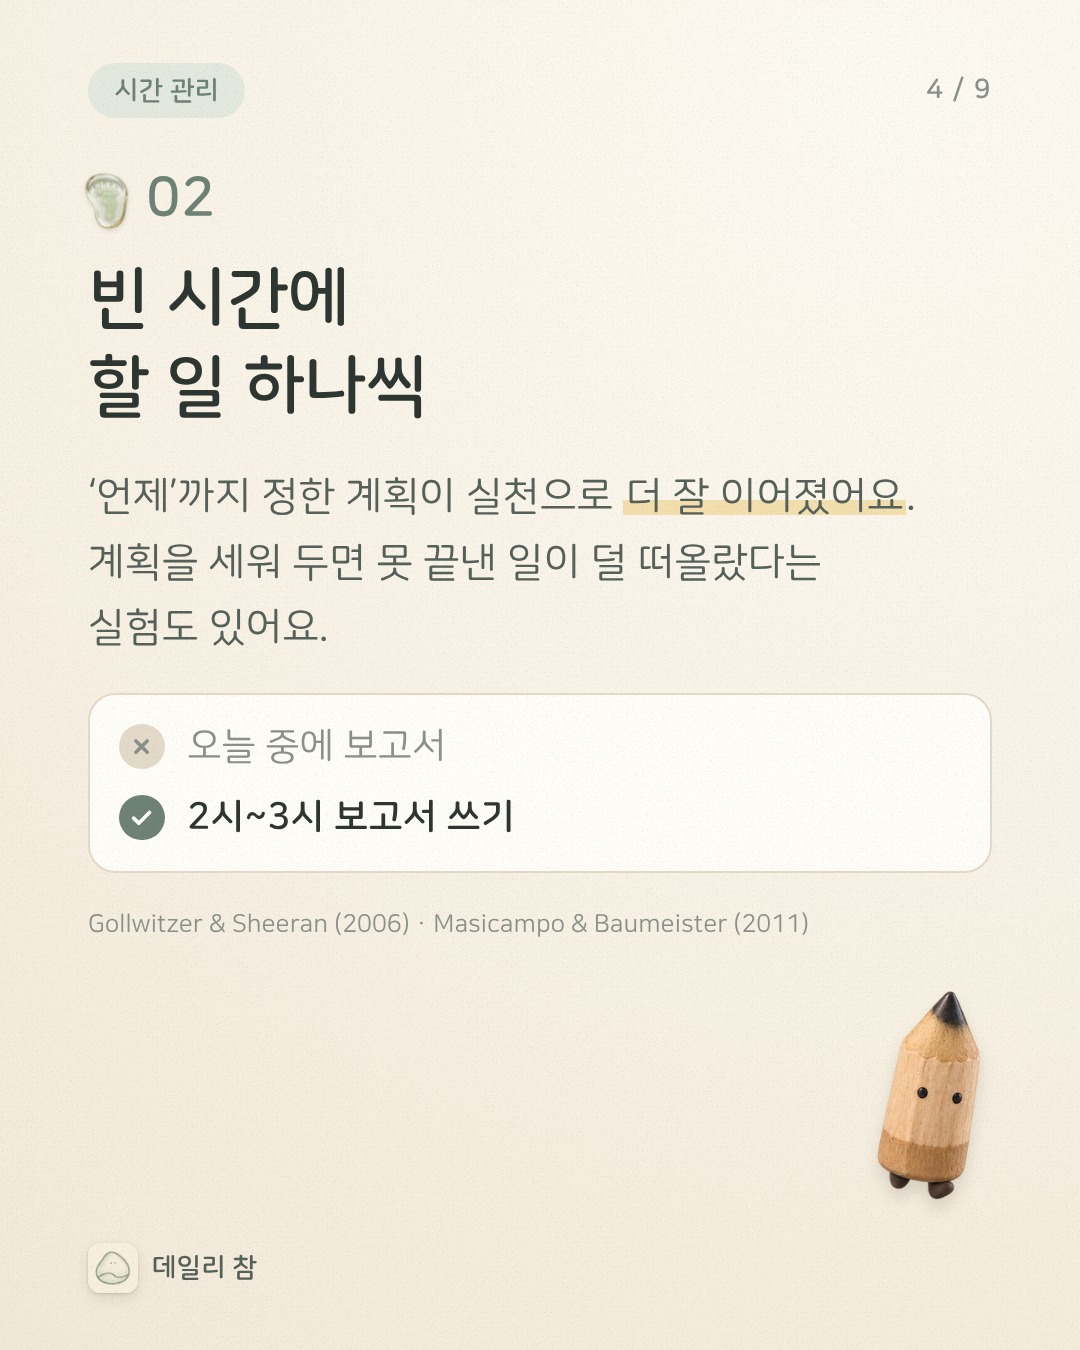 시간 관리
4 / 9
02
빈 시간에
할 일 하나씩
‘언제’까지 정한 계획이 실천으로 더 잘 이어졌어요.
계획을 세워 두면 못 끝낸 일이 덜 떠올랐다는
실험도 있어요.
오늘 중에 보고서
2시~3시 보고서 쓰기
Gollwitzer & Sheeran (2006) · Masicampo & Baumeister (2011)
데일리 참